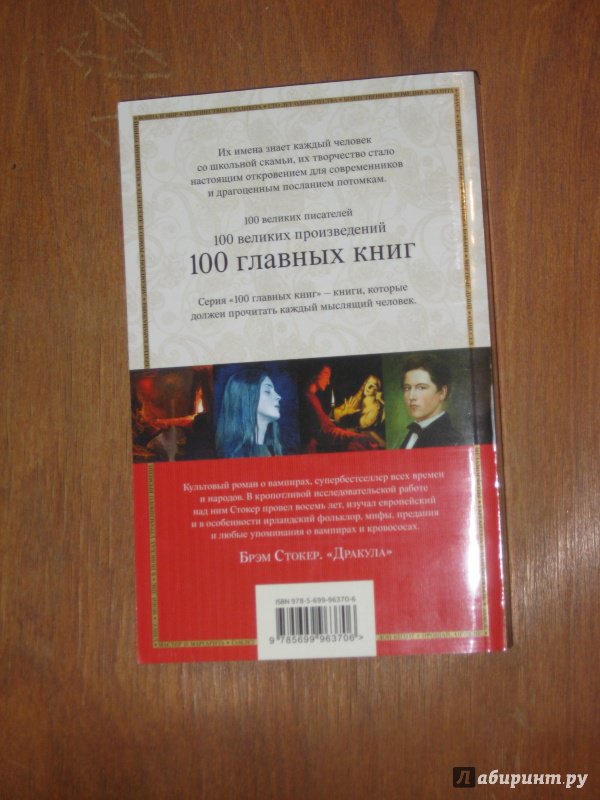 Их имена знает каждый человек
со школьной скамьи, их творчество стало
настоящим откровением для современников
и драгоценным посланием потомкам.
100 великих писателей
100 великих произведений
100 главных книг
Серия «100 главных книг» – книги, которые
должен прочитать каждый мыслящий человек.
Культовый роман о вампирах, супербестселлер всех времен
и народов. В кропотливой исследовательской работе
над ним Стокер провел восемь лет, изучал европейский
и в особенности ирландский фольклор, мифы, предания
и любые упоминания о вампирах и кровососах.
Брэм Стокер. «Дракула»
ISBN 978-5-699-96370-6
9 785699 963706 >
лабиринт.ру